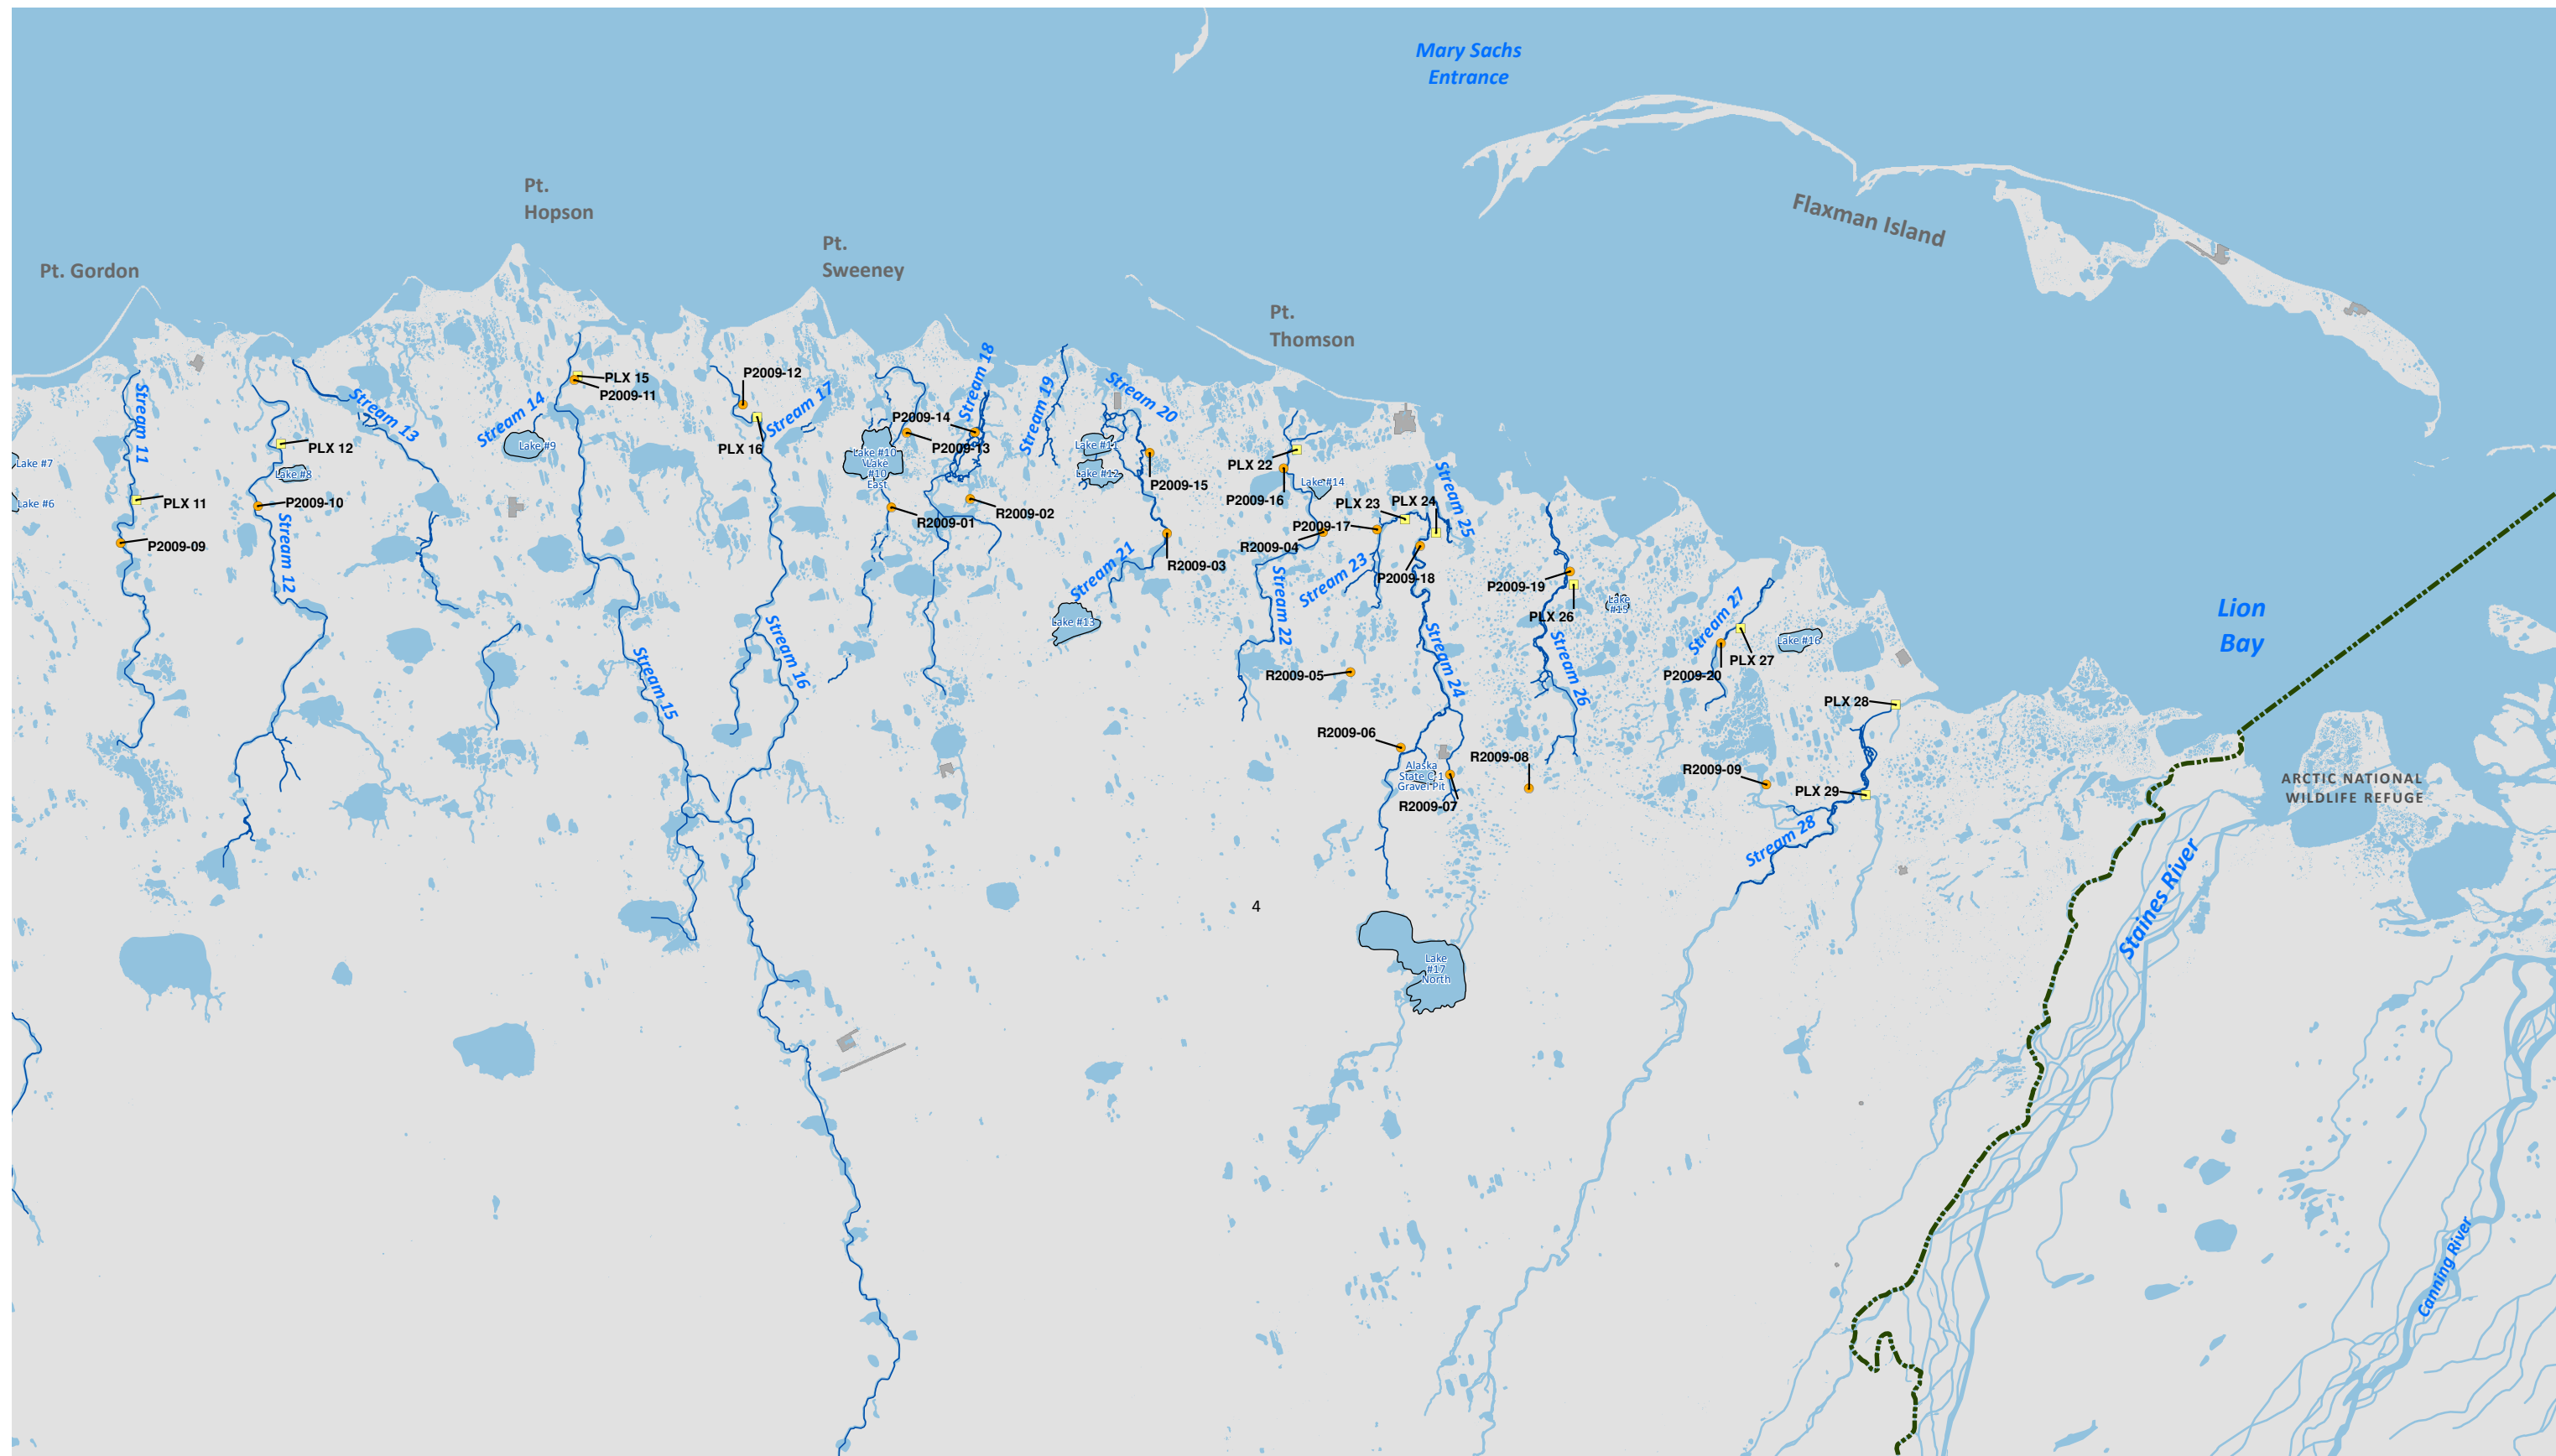 Mary Sachs
Entrance
Pt.
Hopson
Flaxman Island
Pt.
Sweeney
Pt. Gordon
Pt.
Thomson
Stream 11
PLX 12
Lake #8
Lake #7
Lake #6
PLX 11
P2009-10
P2009-09
Stream 12
Stream 13
Stream 14
Lake #9
PLX 15
P2009-11
Stream 15
P2009-12
PLX 16
Stream 17
Stream 16
P2009-14
P2009-13
Stream 18
Lake #10
Lake
#10
East
R2009-01
R2009-02
Stream 19
Stream 20
Lake #11
Lake #12
P2009-15
R2009-03
Stream 21
Lake #13
PLX 22
P2009-16
Lake #14
PLX 23
PLX 24
P2009-17
R2009-04
Stream 25
P2009-18
Stream 23
Stream 22
R2009-05
Stream 24
R2009-06
Alaska
State C-1
Gravel Pit
R2009-07
R2009-08
P2009-19
PLX 26
Lake
#15
Stream 26
Stream 27
Lake #16
PLX 27
P2009-20
PLX 28
R2009-09
PLX 29
Stream 28
Lion
Bay
ARCTIC NATIONAL
WILDLIFE REFUGE
Staines River
4
Lake
#17
North
Canning River